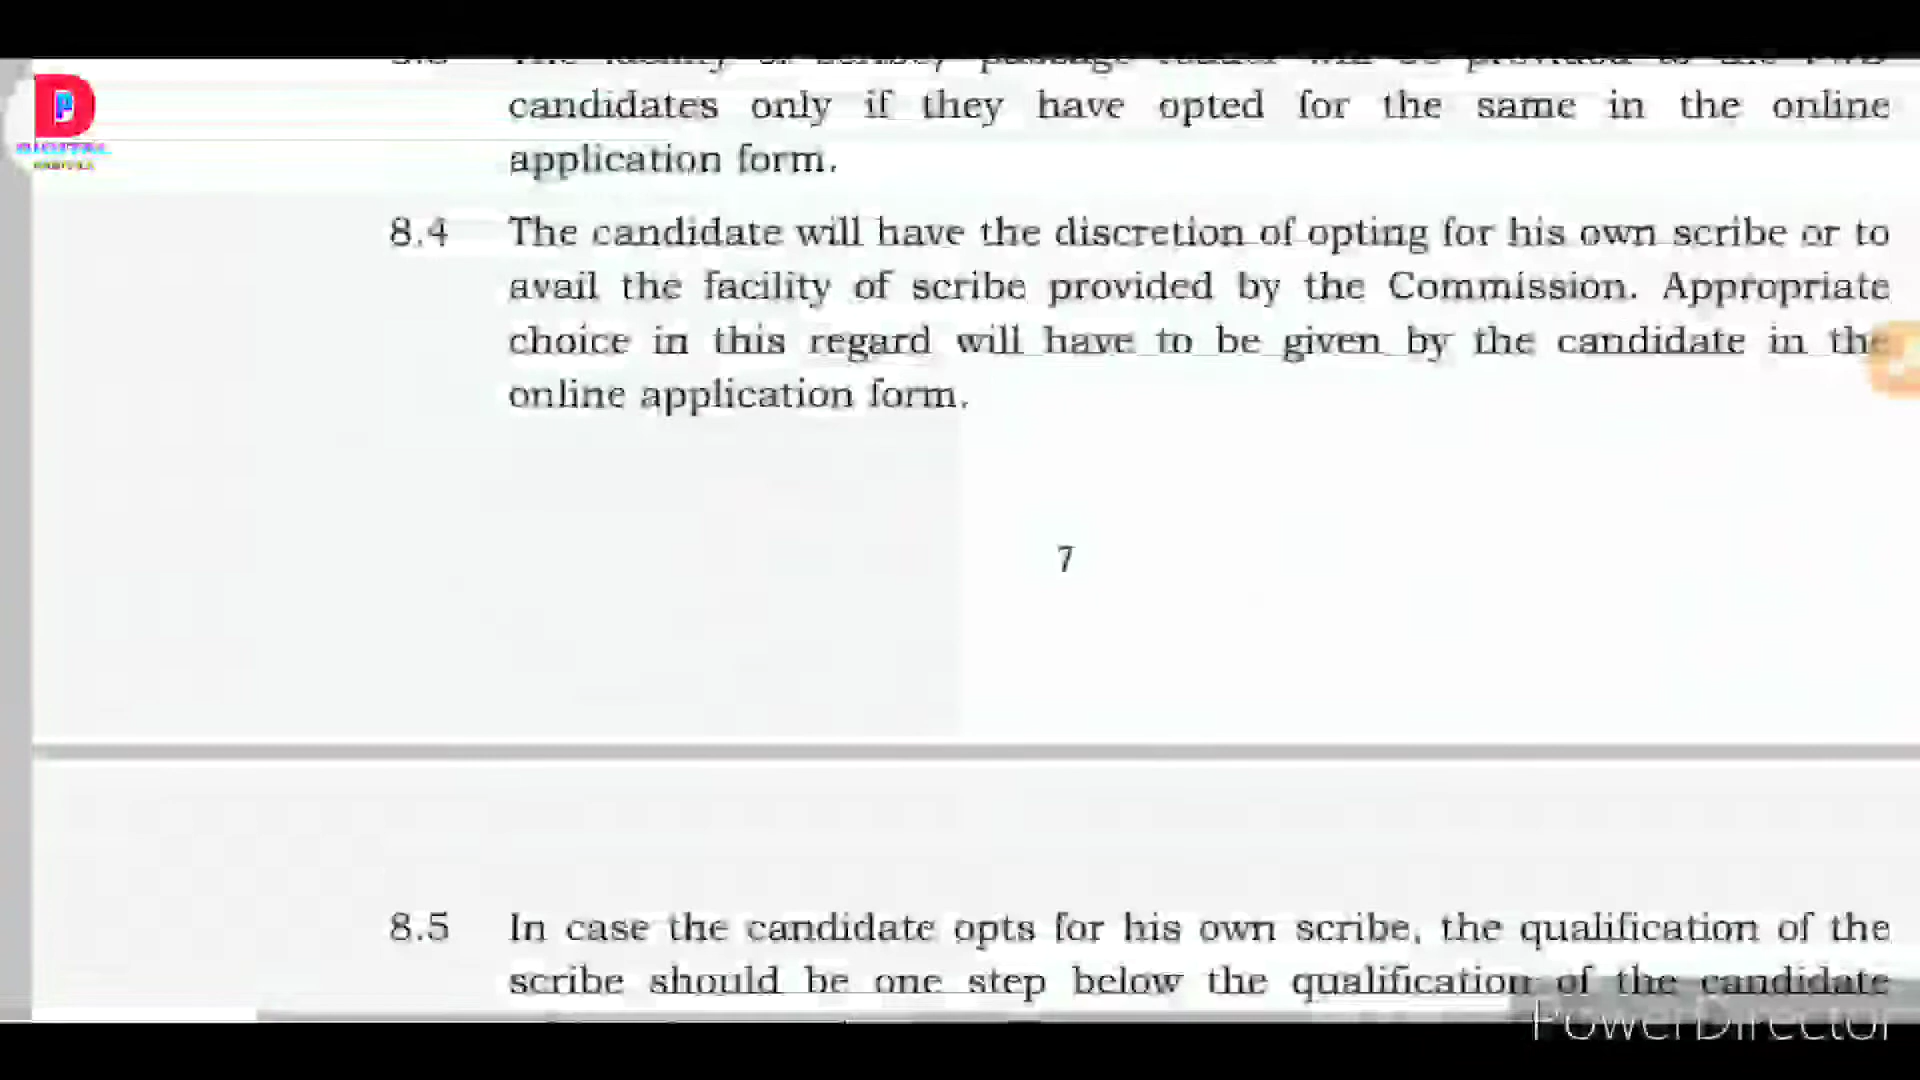 candidates only if they have opted for the same in the online
application form.
8.4 The candidate will have the discretion of opting for his own scribe or to
avail the facility of scribe provided by the Commission. Appropriate
choice in this regard will have to be given by the candidate in the
online application form.
7
8.5 In case the candidate opts for his own scribe, the qualification of the
scribe should be one step below the qualification of the candidate
PowerDirector
D
P
DIGITAL